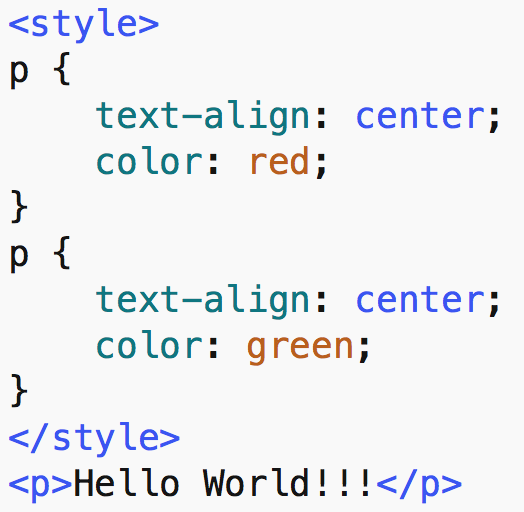 <style>
p {
    text-align: center;
    color: red;
}
p {
    text-align: center;
    color: green;
}
</style>
<p>Hello World!!!</p>